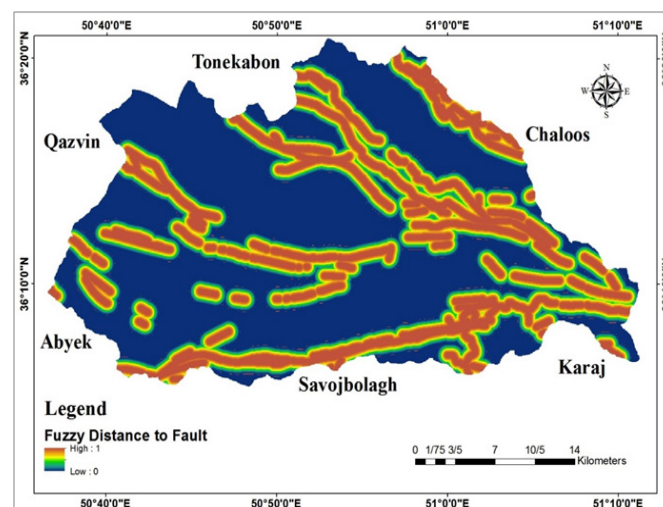 50°40'0"E 50°50'0"E 51°0'0"E 51°10'0"E
36°20'0"N
36°10'0"N
Tonekabon
N
W E
S
Chaloos
Qazvin
Abyek
Savojbolagh
Karaj
Legend
Fuzzy Distance to Fault
High : 1
Low : 0
0 1/75 3/5 7 10/5 14
Kilometers
50°40'0"E 50°50'0"E 51°0'0"E 51°10'0"E